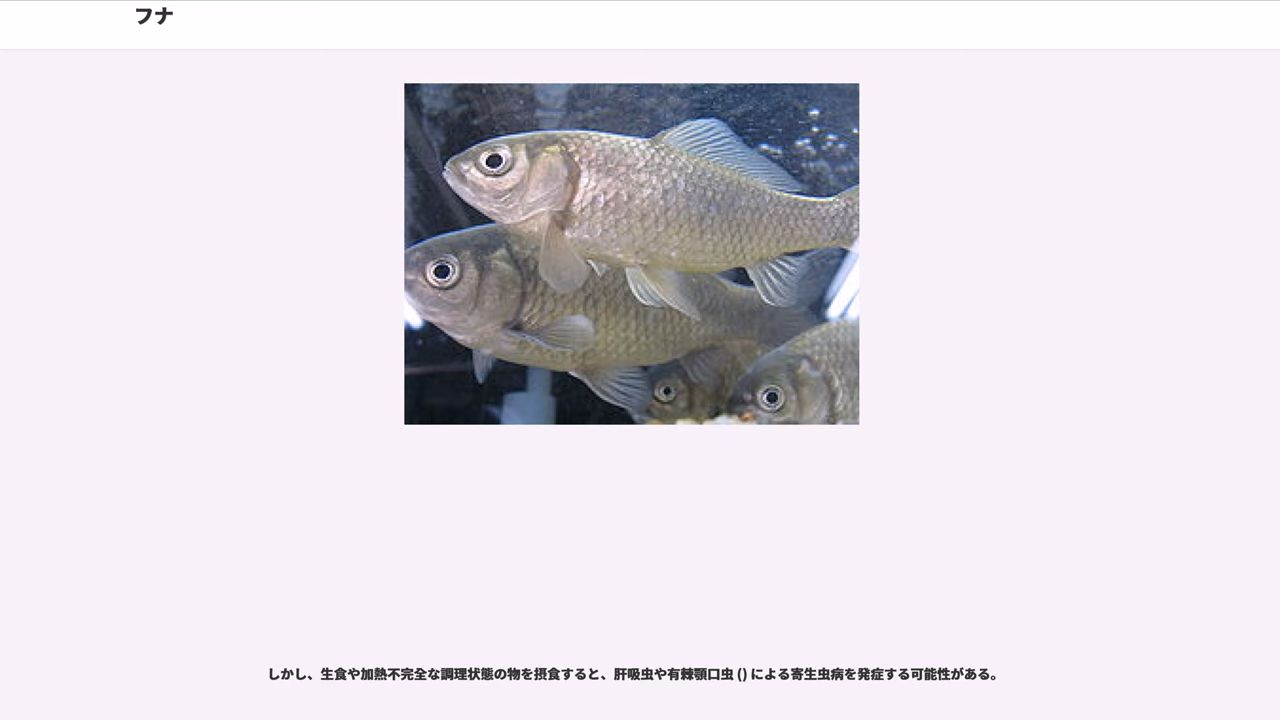 フナ
しかし、生食や加熱不完全な調理状態の物を摂食すると、肝吸虫や有棘顎口虫 () による寄生虫病を発症する可能性がある。